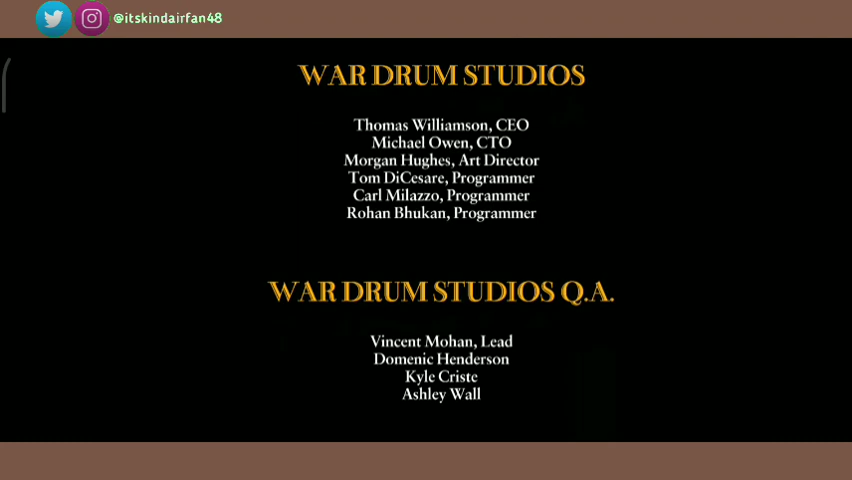 @itskindairfan48
WAR DRUM STUDIOS
Thomas Williamson, CEO
Michael Owen, CTO
Morgan Hughes, Art Director
Tom DiCesare, Programmer
Carl Milazzo, Programmer
Rohan Bhukan, Programmer
WAR DRUM STUDIOS Q.A.
Vincent Mohan, Lead
Domenic Henderson
Kyle Criste
Ashley Wall